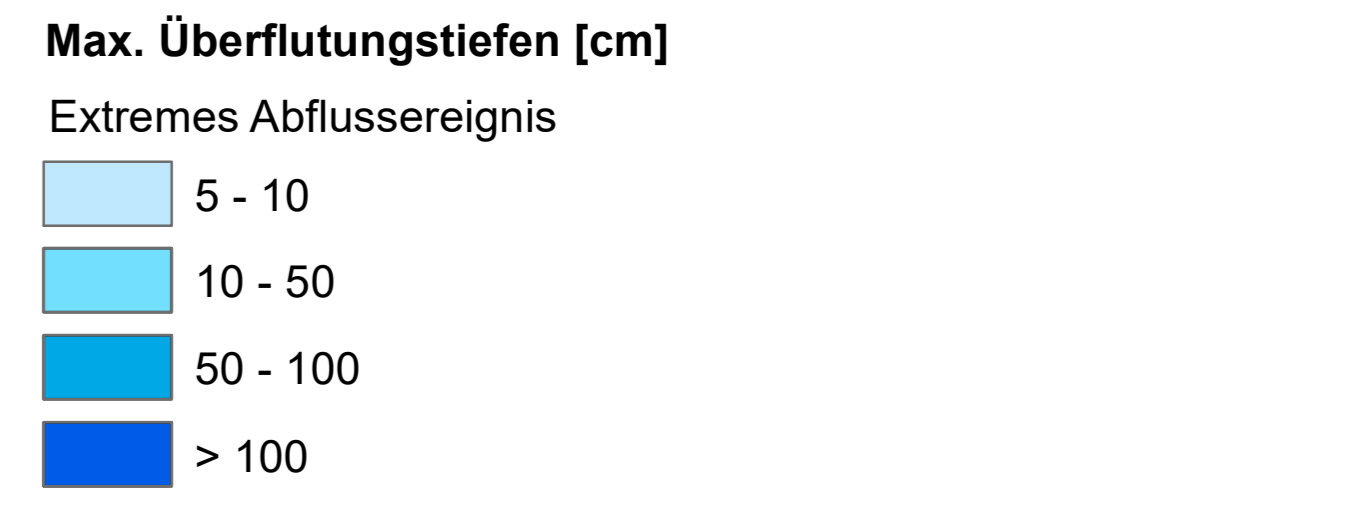 Max. Überflutungstiefen [cm]
Extremes Abflussereignis
5 - 10
10 - 50
50 - 100
> 100